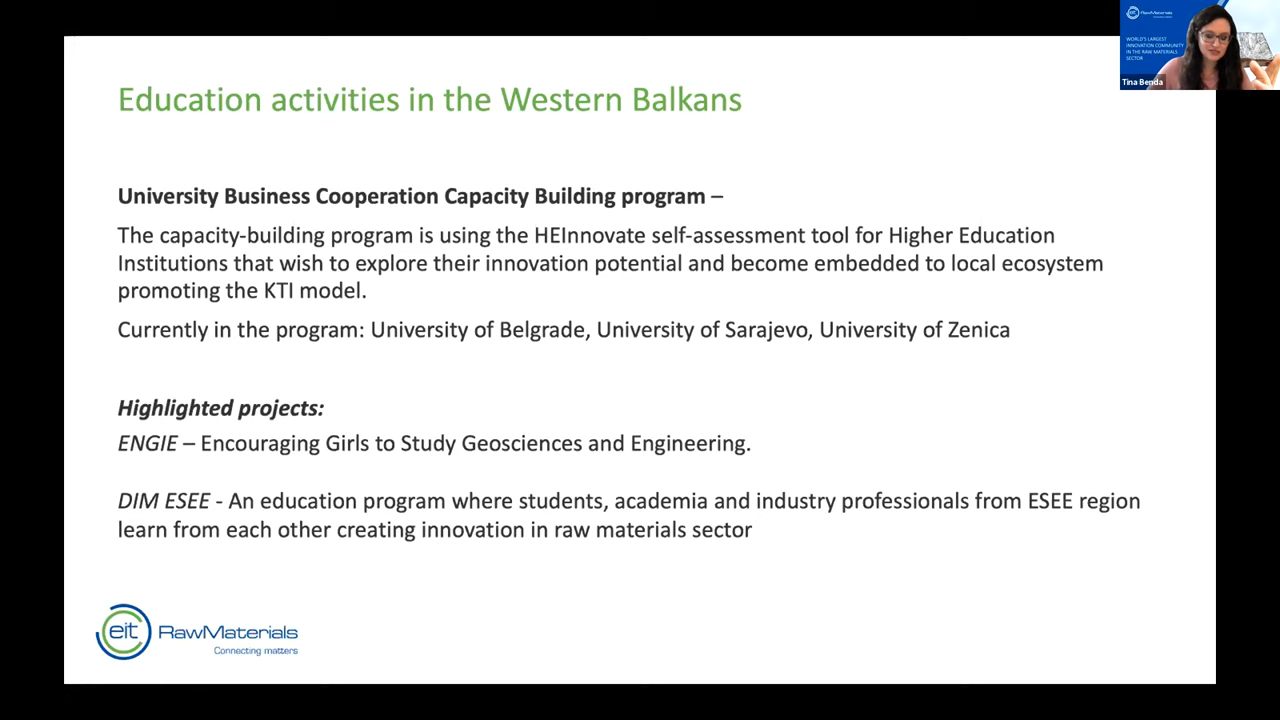 Education activities in the Western Balkans
University Business Cooperation Capacity Building program –
The capacity-building program is using the HEInnovate self-assessment tool for Higher Education
Institutions that wish to explore their innovation potential and become embedded to local ecosystem
promoting the KTI model.
Currently in the program: University of Belgrade, University of Sarajevo, University of Zenica
Highlighted projects:
ENGIE – Encouraging Girls to Study Geosciences and Engineering.
DIM ESEE - An education program where students, academia and industry professionals from ESEE region
learn from each other creating innovation in raw materials sector
eit RawMaterials
Connecting matters
eit RawMaterials
WORLD'S LARGEST
INNOVATION COMMUNITY
IN THE RAW MATERIALS
SECTOR
Tina Benda